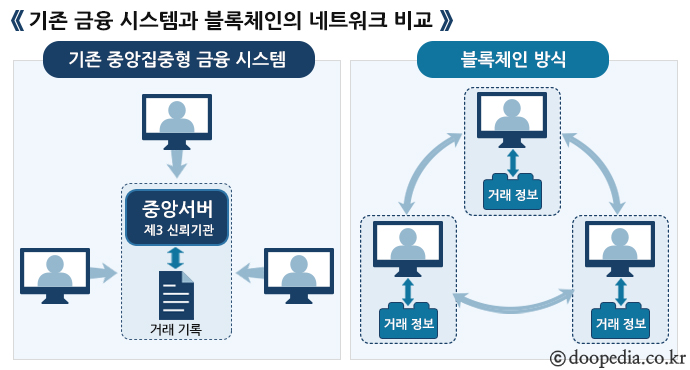 《 기존 금융 시스템과 블록체인의 네트워크 비교 》
기존 중앙집중형 금융 시스템
블록체인 방식
중앙서버
제3 신뢰기관
거래 기록
거래 정보
거래 정보
거래 정보
ⓒ doopedia.co.kr